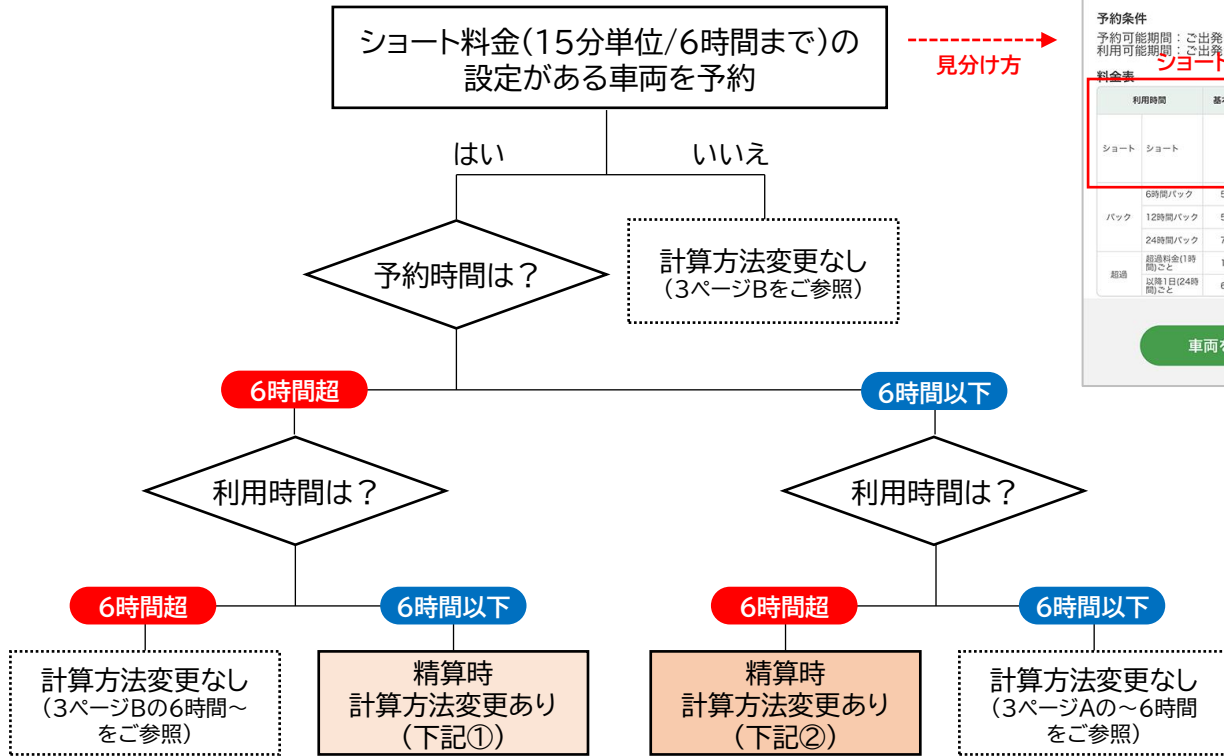 ショート料金(15分単位/6時間まで)の
設定がある車両を予約
見分け方
はい
いいえ
予約時間は？
計算方法変更なし
(3ページBをご参照)
6時間超
6時間以下
利用時間は？
利用時間は？
6時間超
6時間以下
6時間超
6時間以下
計算方法変更なし
(3ページBの6時間～
をご参照)
精算時
計算方法変更あり
(下記①)
精算時
計算方法変更あり
(下記②)
計算方法変更なし
(3ページAの～6時間
をご参照)
予約条件
予約可能期間：ご出発
利用可能期間：ご出発
ショート
料金表
利用時間
ショート ショート
パック
6時間パック 5
12時間パック 5
24時間パック 7
超過
超過料金(1時
間)ごと 1
以降1日(24時
間)ごと 6
車両を